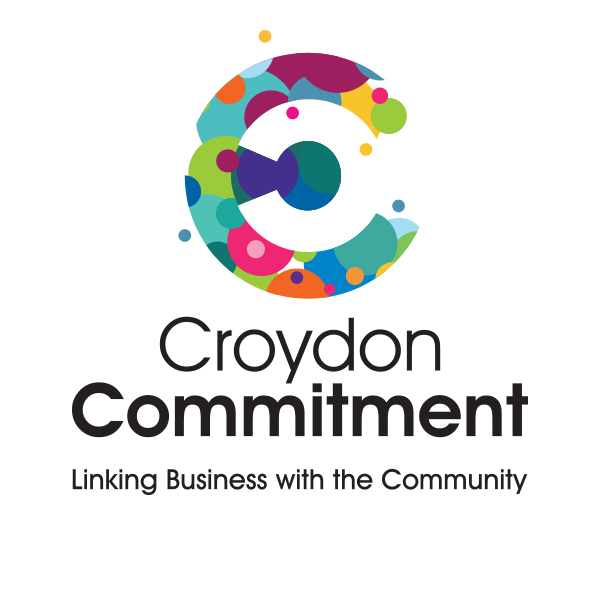 Croydon
Commitment
Linking Business with the Community